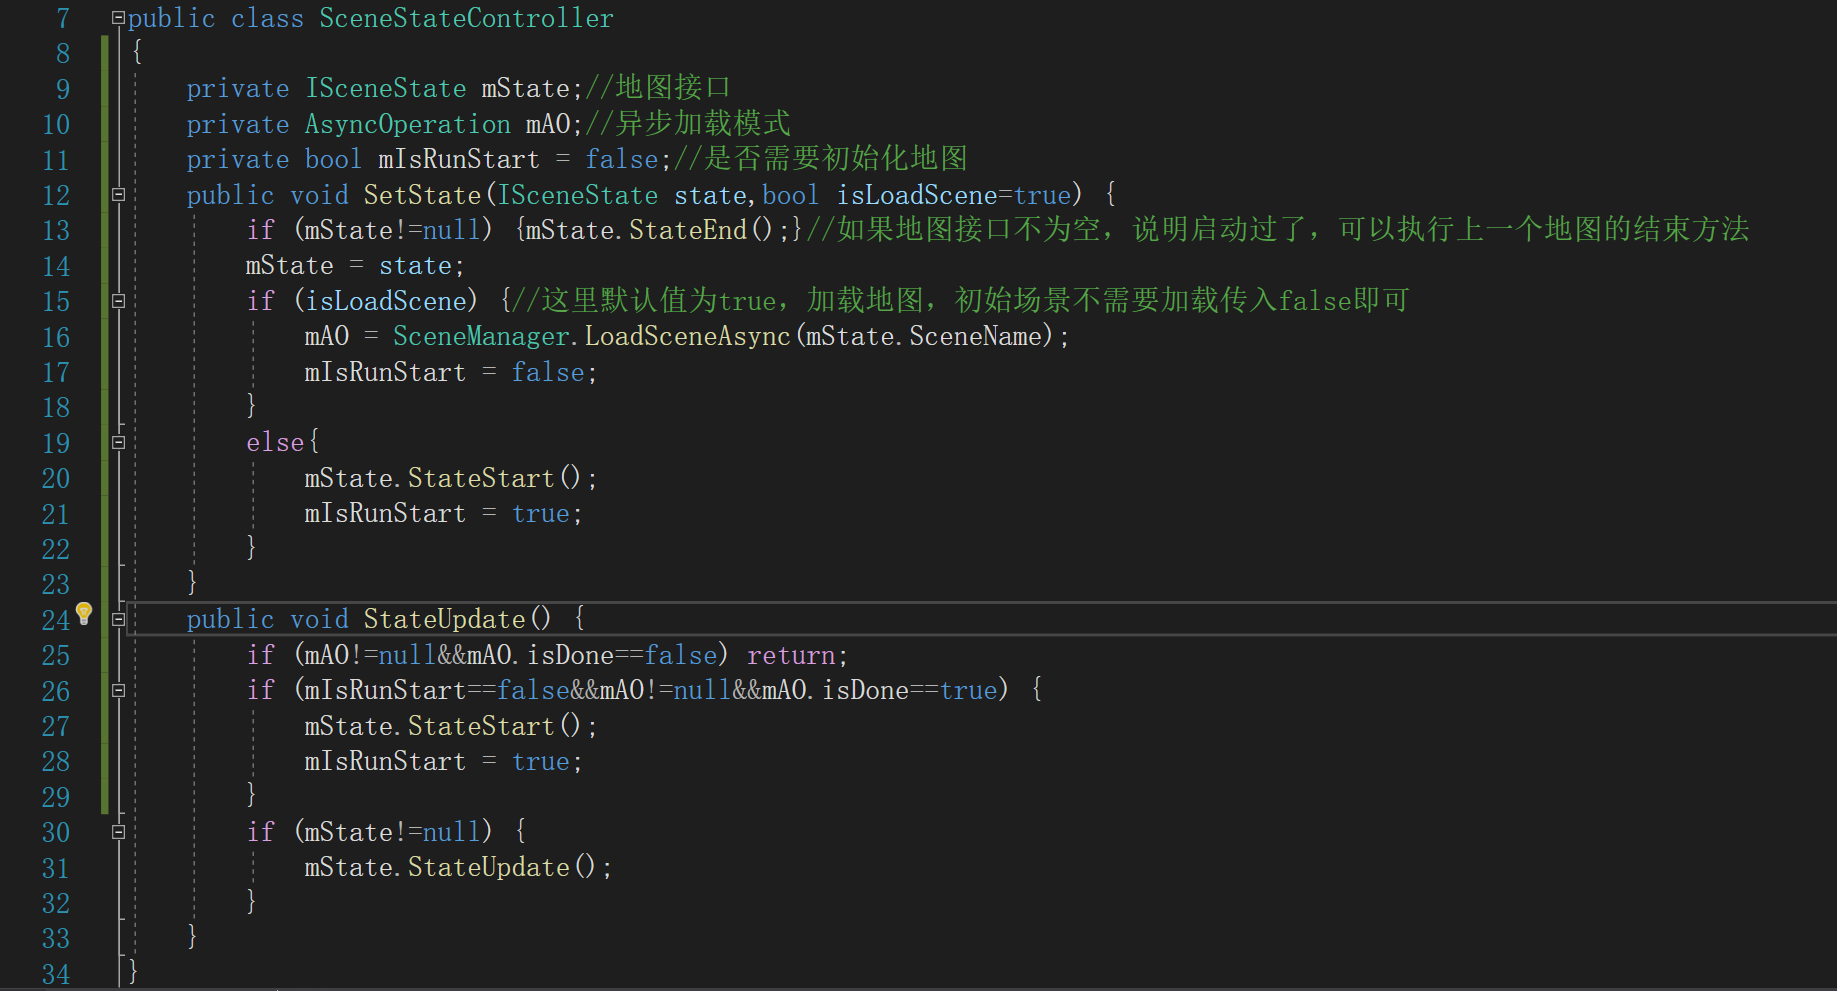 7 public class SceneStateController
8 {
9 private ISceneState mState;//地图接口
10 private AsyncOperation mAO;//异步加载模式
11 private bool mIsRunStart = false;//是否需要初始化地图
12 public void SetState(ISceneState state,bool isLoadScene=true) {
13 if (mState!=null) {mState.StateEnd();}//如果地图接口不为空，说明启动过了，可以执行上一个地图的结束方法
14 mState = state;
15 if (isLoadScene) {//这里默认值为true，加载地图，初始场景不需要加载传入false即可
16 mAO = SceneManager.LoadSceneAsync(mState.SceneName);
17 mIsRunStart = false;
18 }
19 else{
20 mState.StateStart();
21 mIsRunStart = true;
22 }
23 }
24 public void StateUpdate() {
25 if (mAO!=null&&mAO.isDone==false) return;
26 if (mIsRunStart==false&&mAO!=null&&mAO.isDone==true) {
27 mState.StateStart();
28 mIsRunStart = true;
29 }
30 if (mState!=null) {
31 mState.StateUpdate();
32 }
33 }
34 }